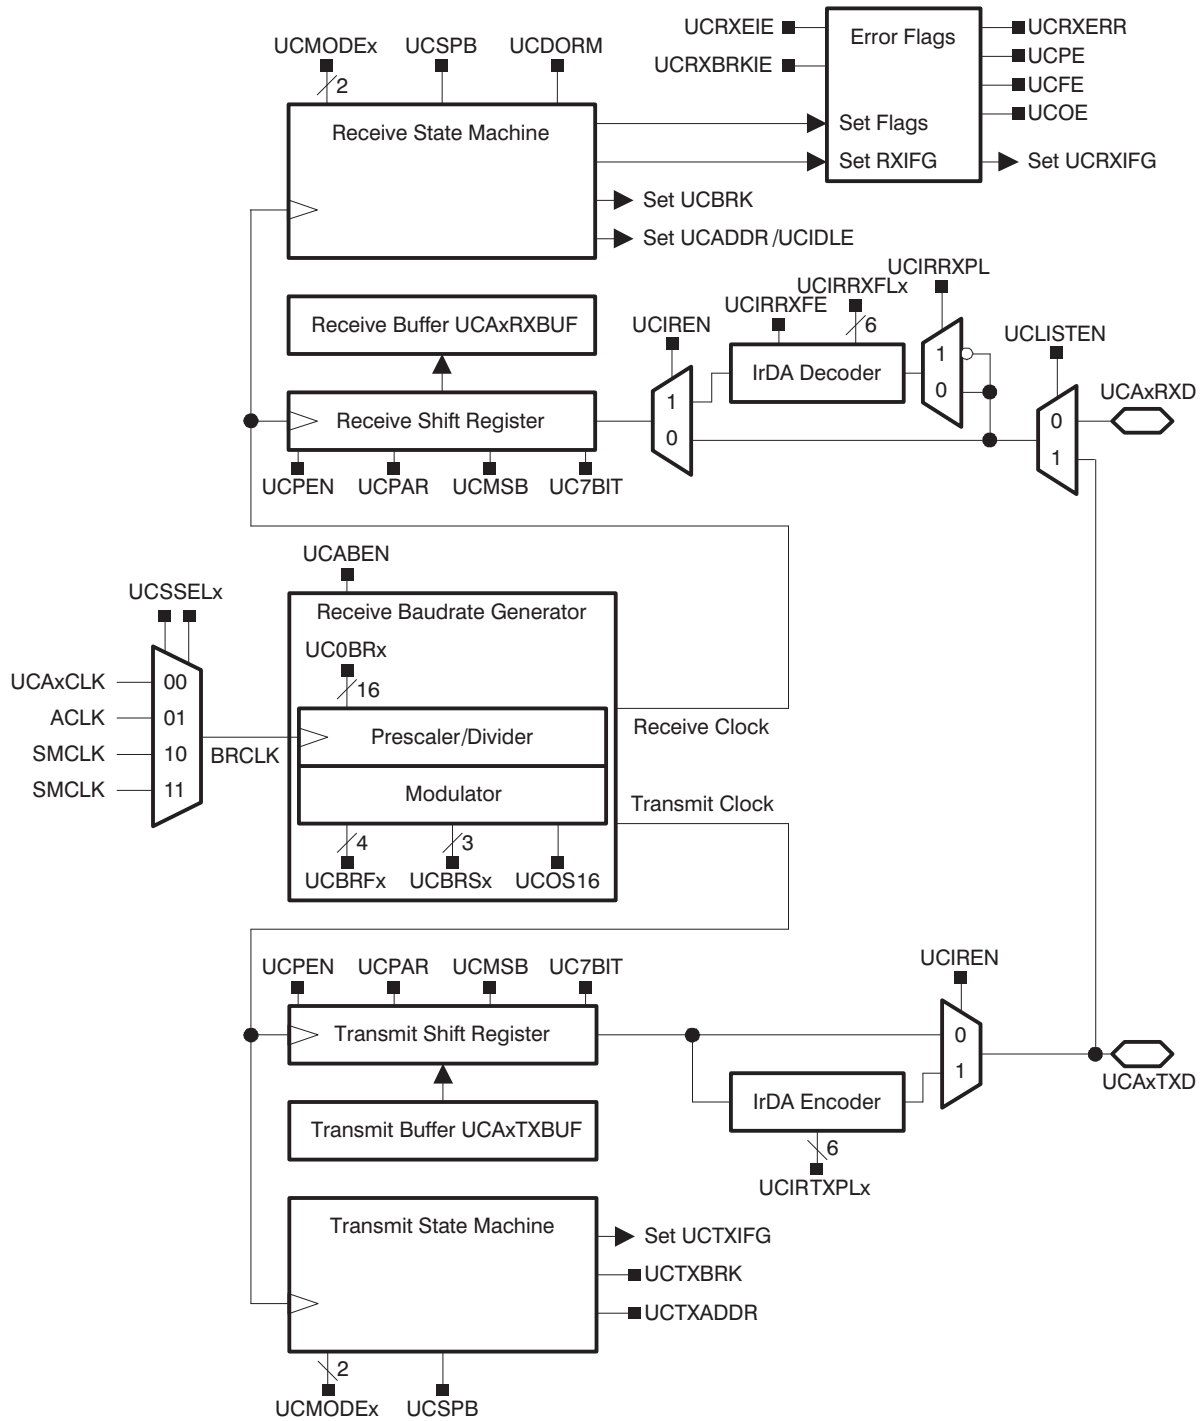 UCRXEIE
UCRXBRKIE
Error Flags
Set Flags
Set RXIFG
UCRXERR
UCPE
UCFE
UCOE
Set UCRXIFG
UCMODEx
UCSPB
UCDORM
2
Receive State Machine
Set UCBRK
Set UCADDR /UCIDLE
Receive Buffer UCAxRXBUF
UCIREN
UCIRRXFE
UCIRRXFLx
UCIRRXPL
6
IrDA Decoder
1
0
1
0
UCLISTEN
0
1
UCAxRXD
Receive Shift Register
UCPEN
UCPAR
UCMSB
UC7BIT
UCABEN
UCSSELx
Receive Baudrate Generator
UC0BRx
16
UCAxCLK
00
ACLK
01
SMCLK
10
SMCLK
11
BRCLK
Prescaler/Divider
Receive Clock
Modulator
Transmit Clock
4
3
UCBRFx
UCBRSx
UCOS16
UCPEN
UCPAR
UCMSB
UC7BIT
UCIREN
Transmit Shift Register
0
1
UCAxTXD
IrDA Encoder
6
UCIRTXPLx
Transmit Buffer UCAxTXBUF
Transmit State Machine
Set UCTXIFG
UCTXBRK
UCTXADDR
2
UCMODEx
UCSPB